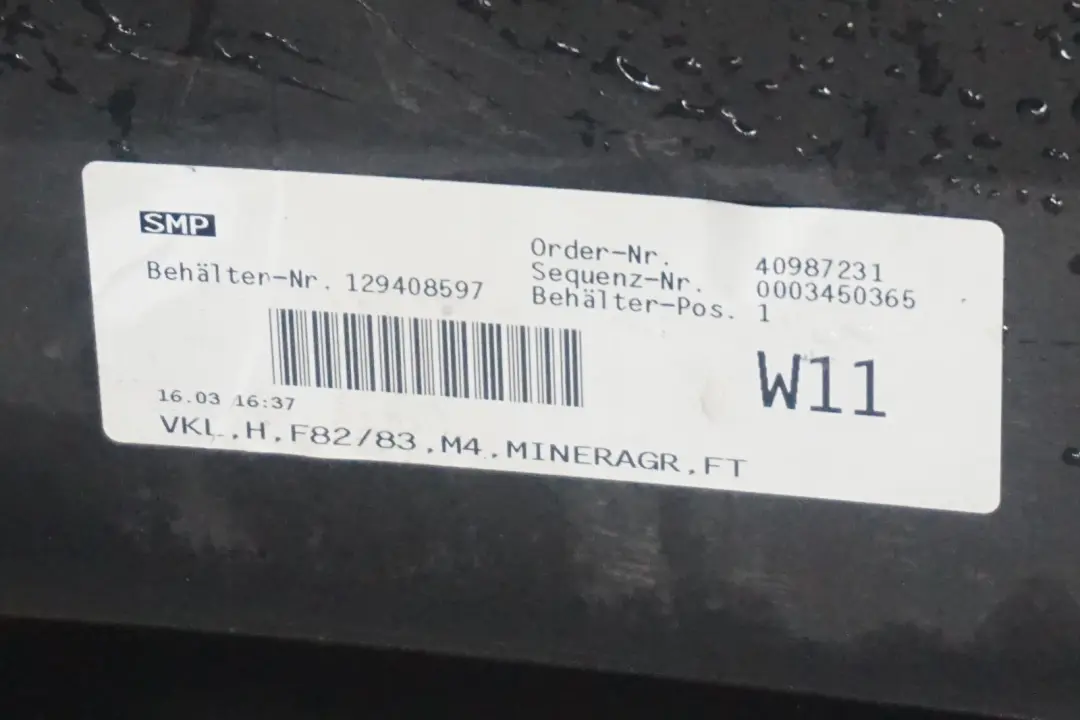 SMP
Behälter-Nr. 129408597
Order-Nr. 40987231
Sequenz-Nr. 0003450365
Behälter-Pos. 1
W11
16.03 16:37
VKL.,H,F82/83,M4,MINERAGR,FT